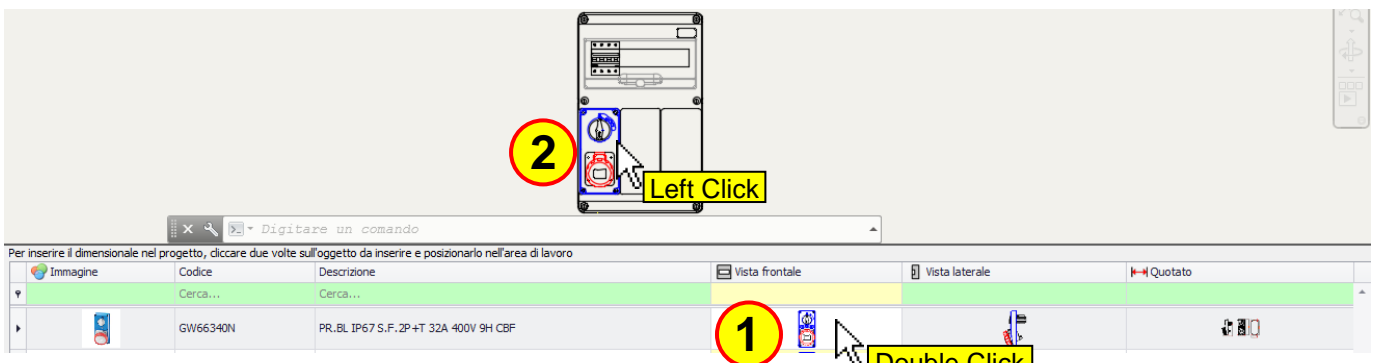 2
Left Click
Digitare un comando
Per inserire il dimensionale nel progetto, cliccare due volte sull'oggetto da inserire e posizionarlo nell'area di lavoro
Immagine Codice Descrizione Vista frontale Vista laterale Quotato
Cerca... Cerca...
GW66340N PR.BL IP67 S.F.2P+T 32A 400V 9H CBF
1
Double Click